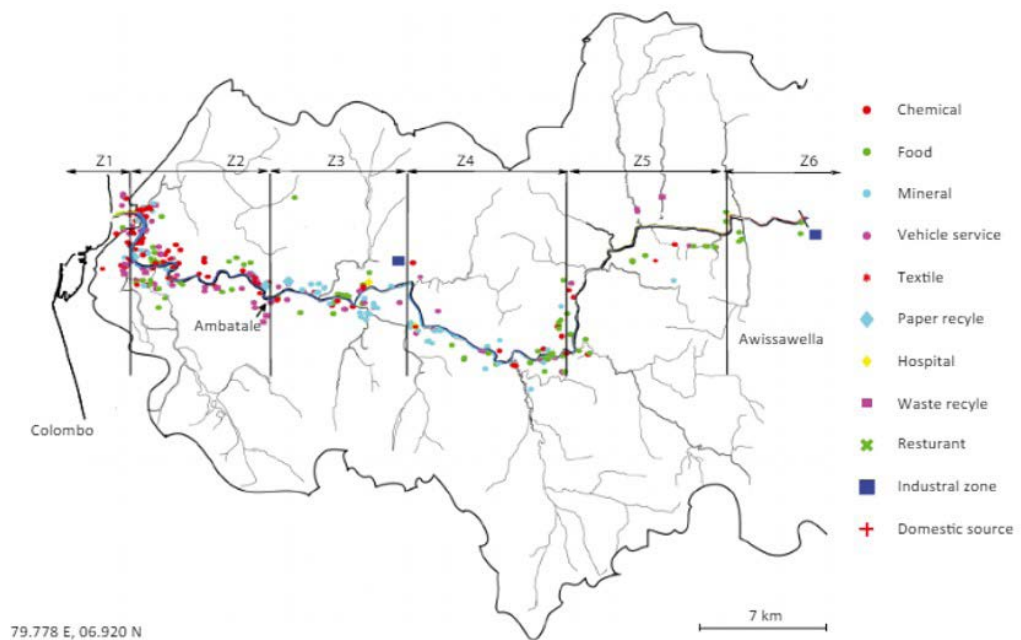 Z1
Z2
Z3
Z4
Z5
Z6
Ambatale
Awissawella
Colombo
79.778 E, 06.920 N
7 km
Chemical
Food
Mineral
Vehicle service
Textile
Paper recyle
Hospital
Waste recyle
Resturant
Industral zone
Domestic source